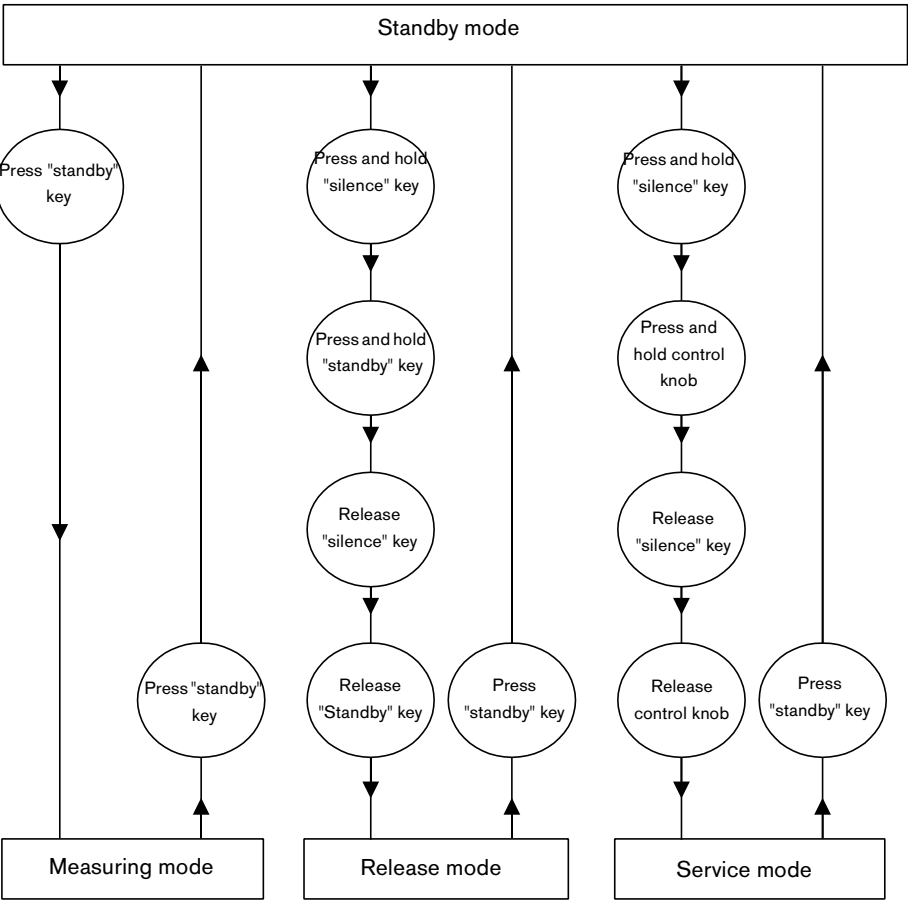 Standby mode
Press "standby"
key
Press and hold
"silence" key
Press and hold
"silence" key
Press and hold
"standby" key
Press and
hold control
knob
Release
"silence" key
Release
"silence" key
Press "standby"
key
Release
"Standby" key
Press
"standby" key
Release
control knob
Press
"standby" key
Measuring mode
Release mode
Service mode